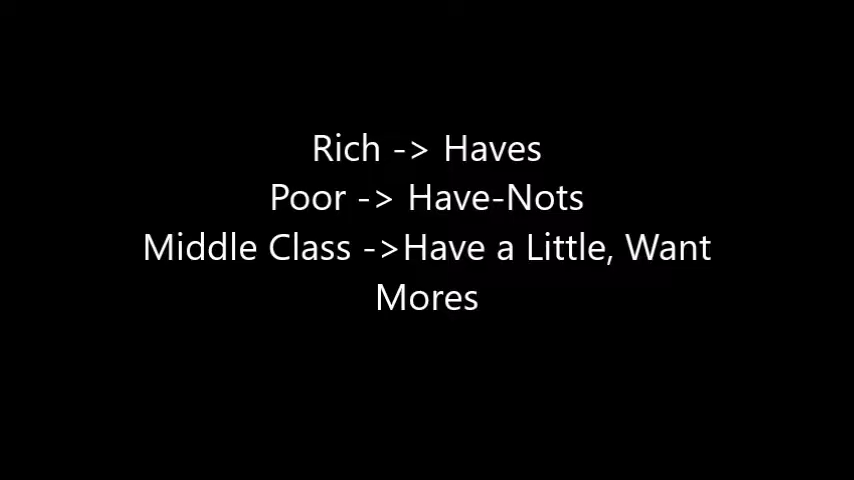 Rich -> Haves
Poor -> Have-Nots
Middle Class ->Have a Little, Want
Mores